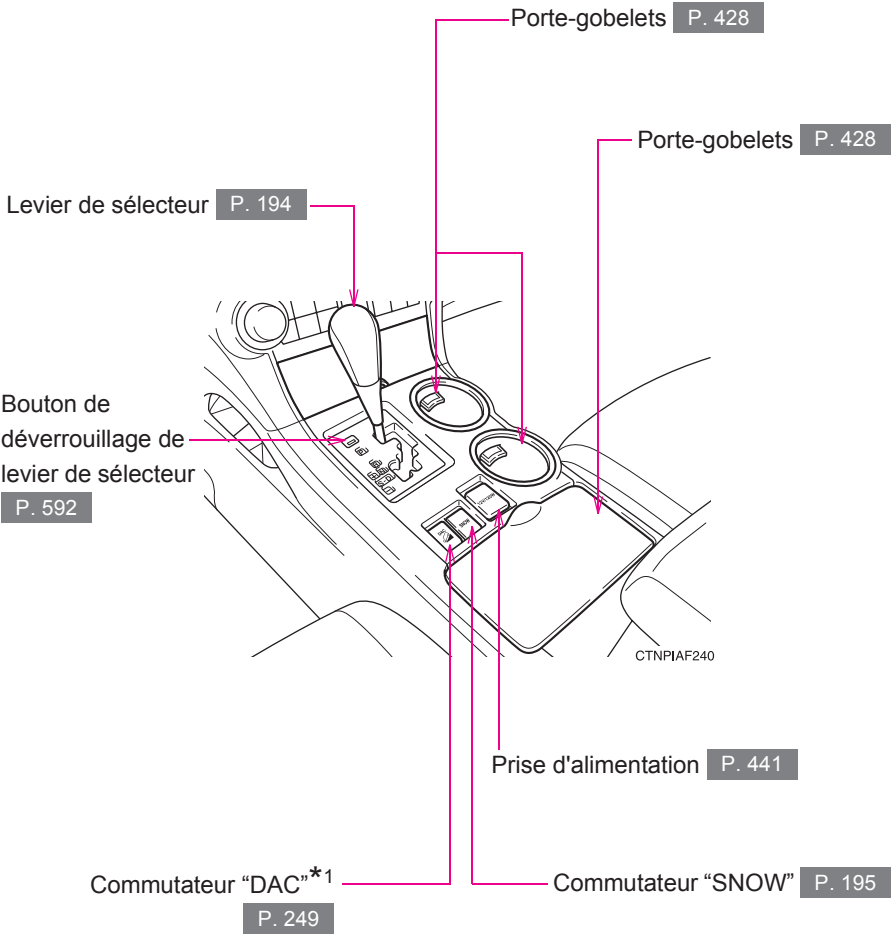 Porte-gobelets P. 428
Porte-gobelets P. 428
Levier de sélecteur P. 194
Bouton de
déverrouillage de
levier de sélecteur
P. 592
SNOW
CTNPIAF240
Prise d'alimentation P. 441
Commutateur “DAC”*1
P. 249
Commutateur “SNOW” P. 195